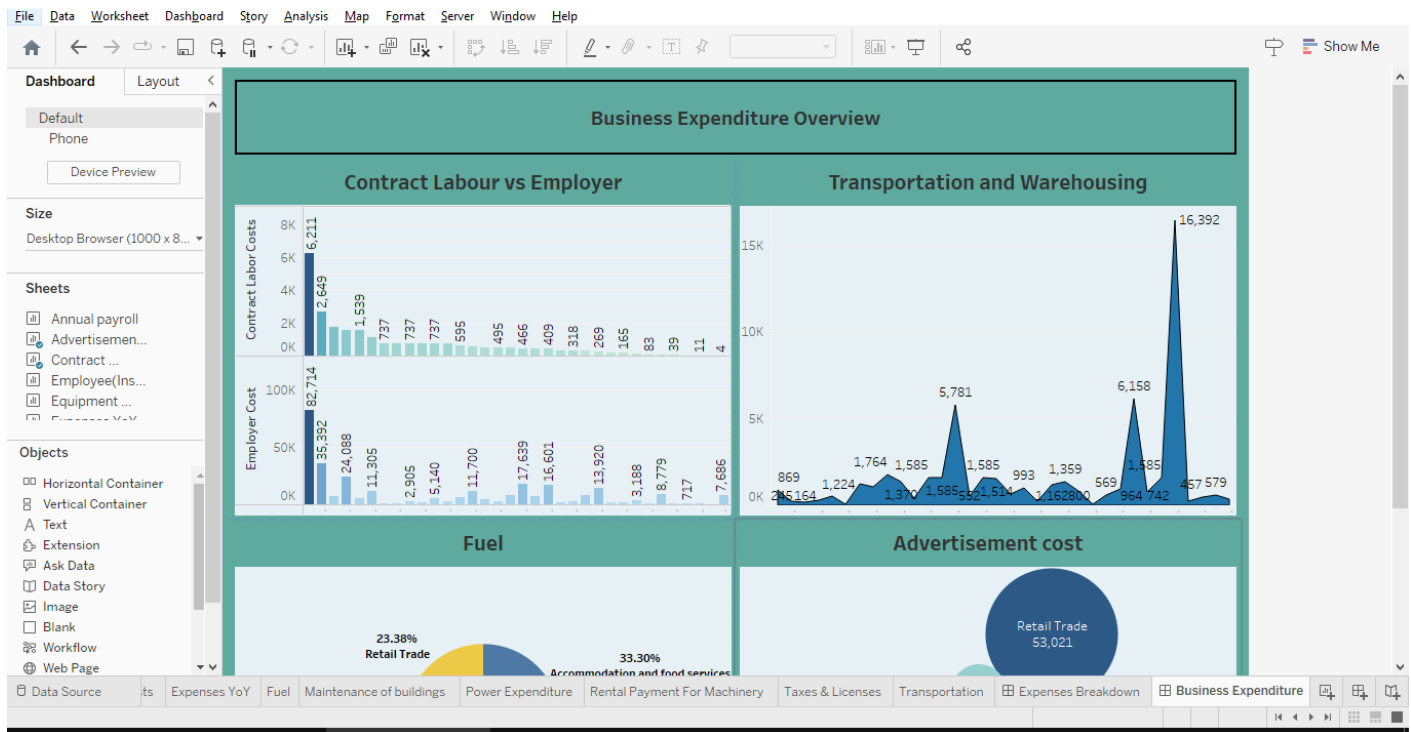 File Data Worksheet Dashboard Story Analysis Map Format Server Window Help
Show Me
Dashboard Layout
Default
Phone
Device Preview
Size
Desktop Browser (1000 x 8...
Sheets
Annual payroll
Advertisemen...
Contract ...
Employee(Ins...
Equipment ...
Expenses YoY
Objects
Horizontal Container
Vertical Container
Text
Extension
Ask Data
Data Story
Image
Blank
Workflow
Web Page
Business Expenditure Overview
Contract Labour vs Employer
Contract Labor Costs
8K
6K
4K
2K
0K
6,211
2,649
1,539
737
737
737
595
495
466
409
318
269
165
83
39
11
4
Employer Cost
100K
50K
0K
82,714
35,392
24,088
11,305
2,905
5,140
11,700
17,639
16,601
13,920
3,188
8,779
717
7,686
Transportation and Warehousing
15K
10K
5K
0K
869
245
164
1,224
1,764
1,370
1,585
1,585
5,781
552
1,585
1,514
993
1,162
1,359
800
569
964
6,158
742
1,585
16,392
457
579
Fuel
23.38%
Retail Trade
33.30%
Accommodation and food services
Advertisement cost
Retail Trade
53,021
Data Source
ts
Expenses YoY
Fuel
Maintenance of buildings
Power Expenditure
Rental Payment For Machinery
Taxes & Licenses
Transportation
Expenses Breakdown
Business Expenditure